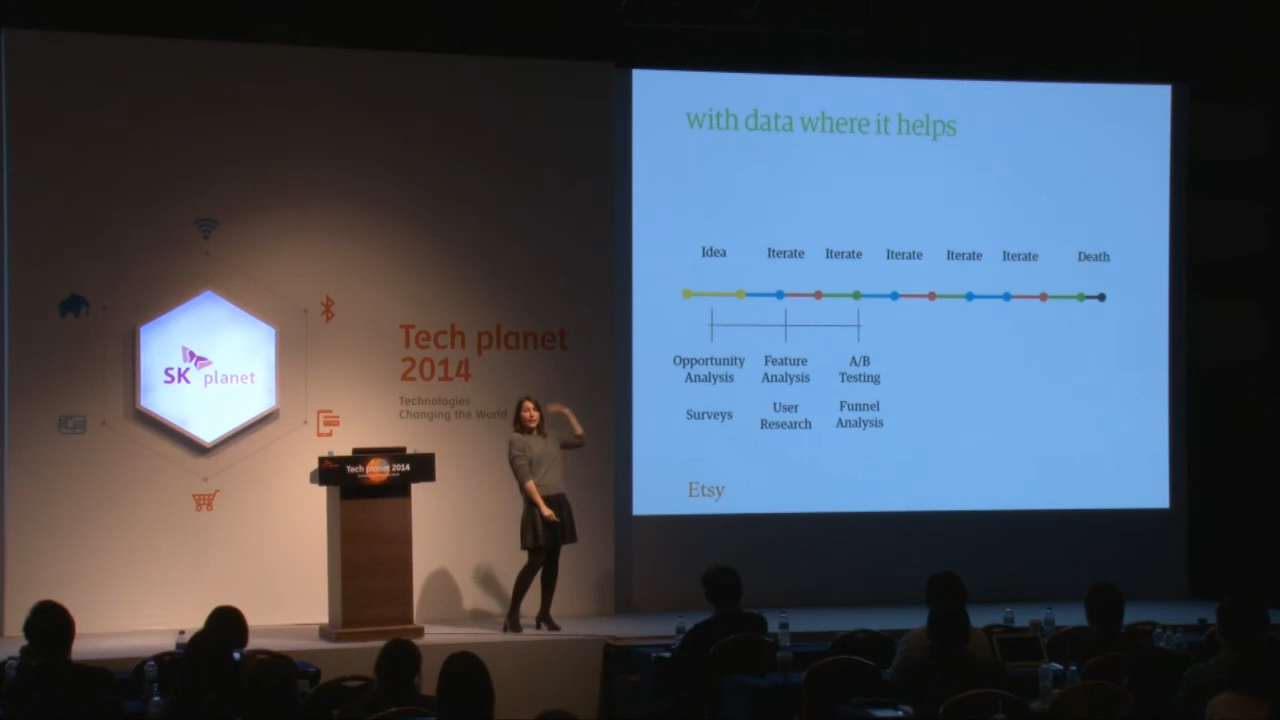 SK planet
Tech planet
2014
Technologies
Changing the World
Tech planet 2014
with data where it helps
Idea Iterate Iterate Iterate Iterate Iterate Death
Opportunity Analysis
Feature Analysis
A/B Testing
Surveys
User Research
Funnel Analysis
Etsy